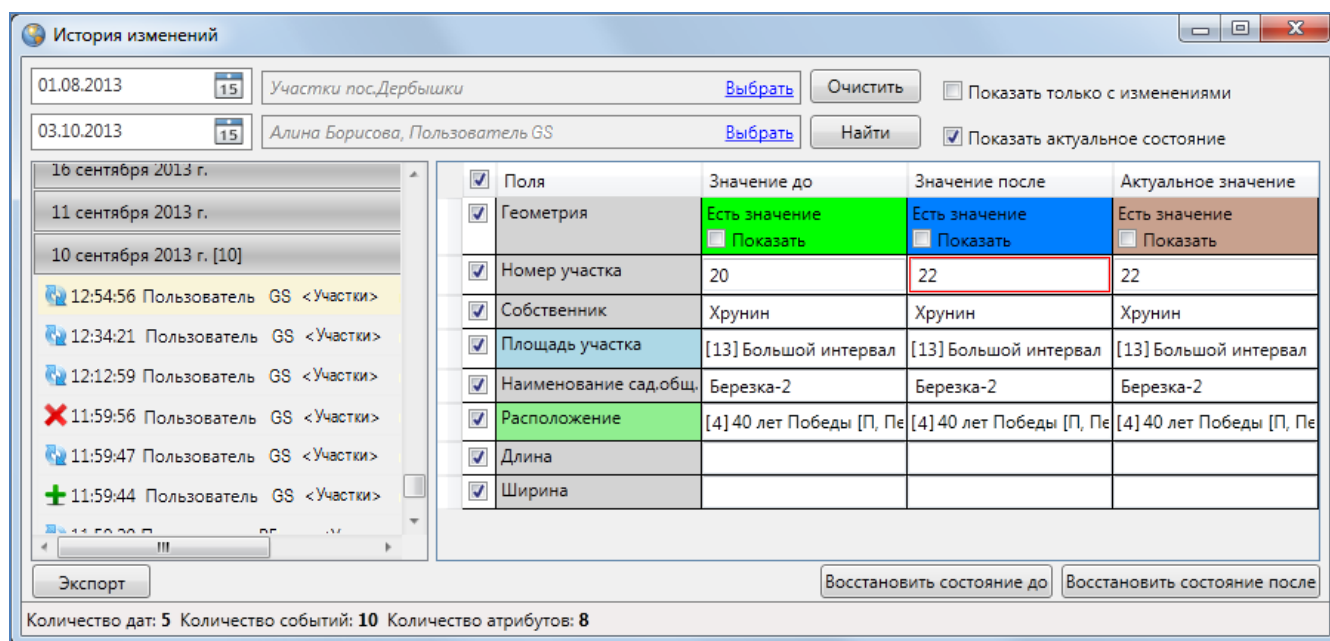 История изменений
01.08.2013 15 Участки пос.Дербышки Выбрать Очистить Показать только с изменениями
03.10.2013 15 Алина Борисова, Пользователь GS Выбрать Найти Показать актуальное состояние
16 сентября 2013 г.
11 сентября 2013 г.
10 сентября 2013 г. [10]
12:54:56 Пользователь GS <Участки>
12:34:21 Пользователь GS <Участки>
12:12:59 Пользователь GS <Участки>
11:59:56 Пользователь GS <Участки>
11:59:47 Пользователь GS <Участки>
11:59:44 Пользователь GS <Участки>
Поля Значение до Значение после Актуальное значение
Геометрия Есть значение Есть значение Есть значение
Показать Показать Показать
Номер участка 20 22 22
Собственник Хрунин Хрунин Хрунин
Площадь участка [13] Большой интервал [13] Большой интервал [13] Большой интервал
Наименование сад.общ. Березка-2 Березка-2 Березка-2
Расположение [4] 40 лет Победы [П, Пе [4] 40 лет Победы [П, Пе [4] 40 лет Победы [П, Пе
Длина
Ширина
Экспорт Восстановить состояние до Восстановить состояние после
Количество дат: 5 Количество событий: 10 Количество атрибутов: 8